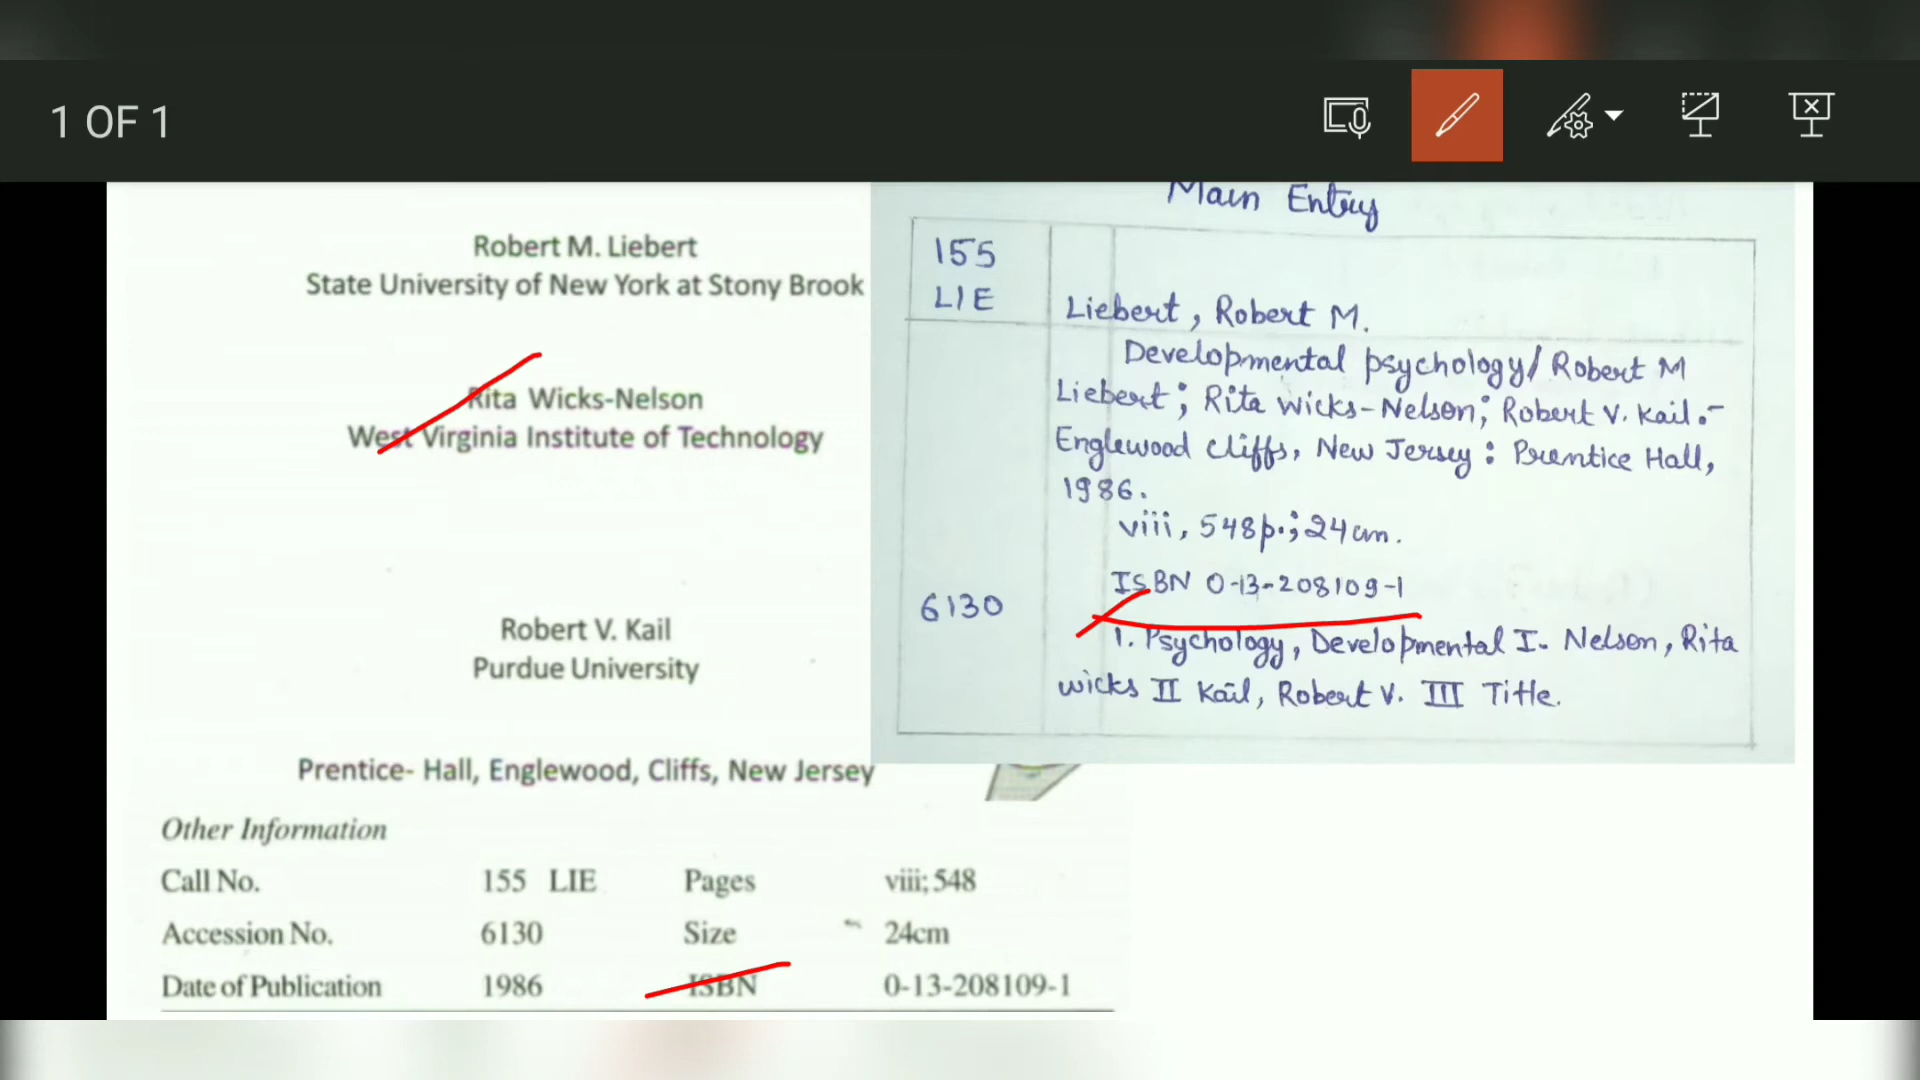 1 OF 1
Robert M. Liebert
State University of New York at Stony Brook
Rita Wicks-Nelson
West Virginia Institute of Technology
Robert V. Kail
Purdue University
Prentice- Hall, Englewood, Cliffs, New Jersey
Other Information
Call No. 155 LIE Pages viii; 548
Accession No. 6130 Size 24cm
Date of Publication 1986 ISBN 0-13-208109-1
Main Entry
155
LIE
Liebert, Robert M.
Developmental psychology/ Robert M
Liebert; Rita Wicks-Nelson; Robert V. Kail.-
Englewood Cliffs, New Jersey : Prentice Hall,
1986.
viii, 548p.; 24cm.
ISBN 0-13-208109-1
6130
1. Psychology, Developmental I. Nelson, Rita
wicks II Kail, Robert V. III Title.